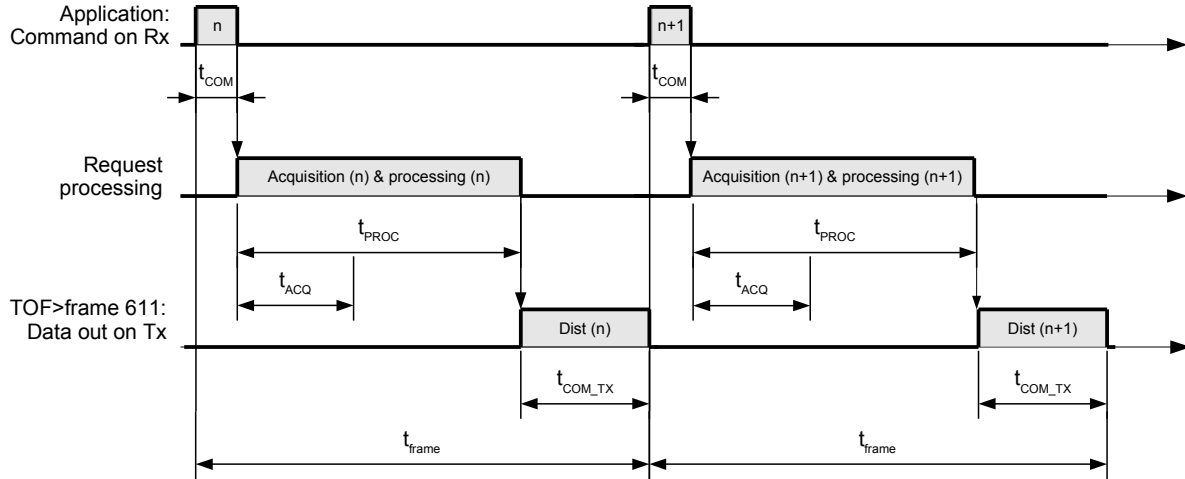 Application:
Command on Rx
n
n+1
tCOM
tCOM
Request
processing
Acquisition (n) & processing (n)
Acquisition (n+1) & processing (n+1)
tPROC
tPROC
tACQ
tACQ
TOF>frame 611:
Data out on Tx
Dist (n)
Dist (n+1)
tCOM_TX
tCOM_TX
tframe
tframe